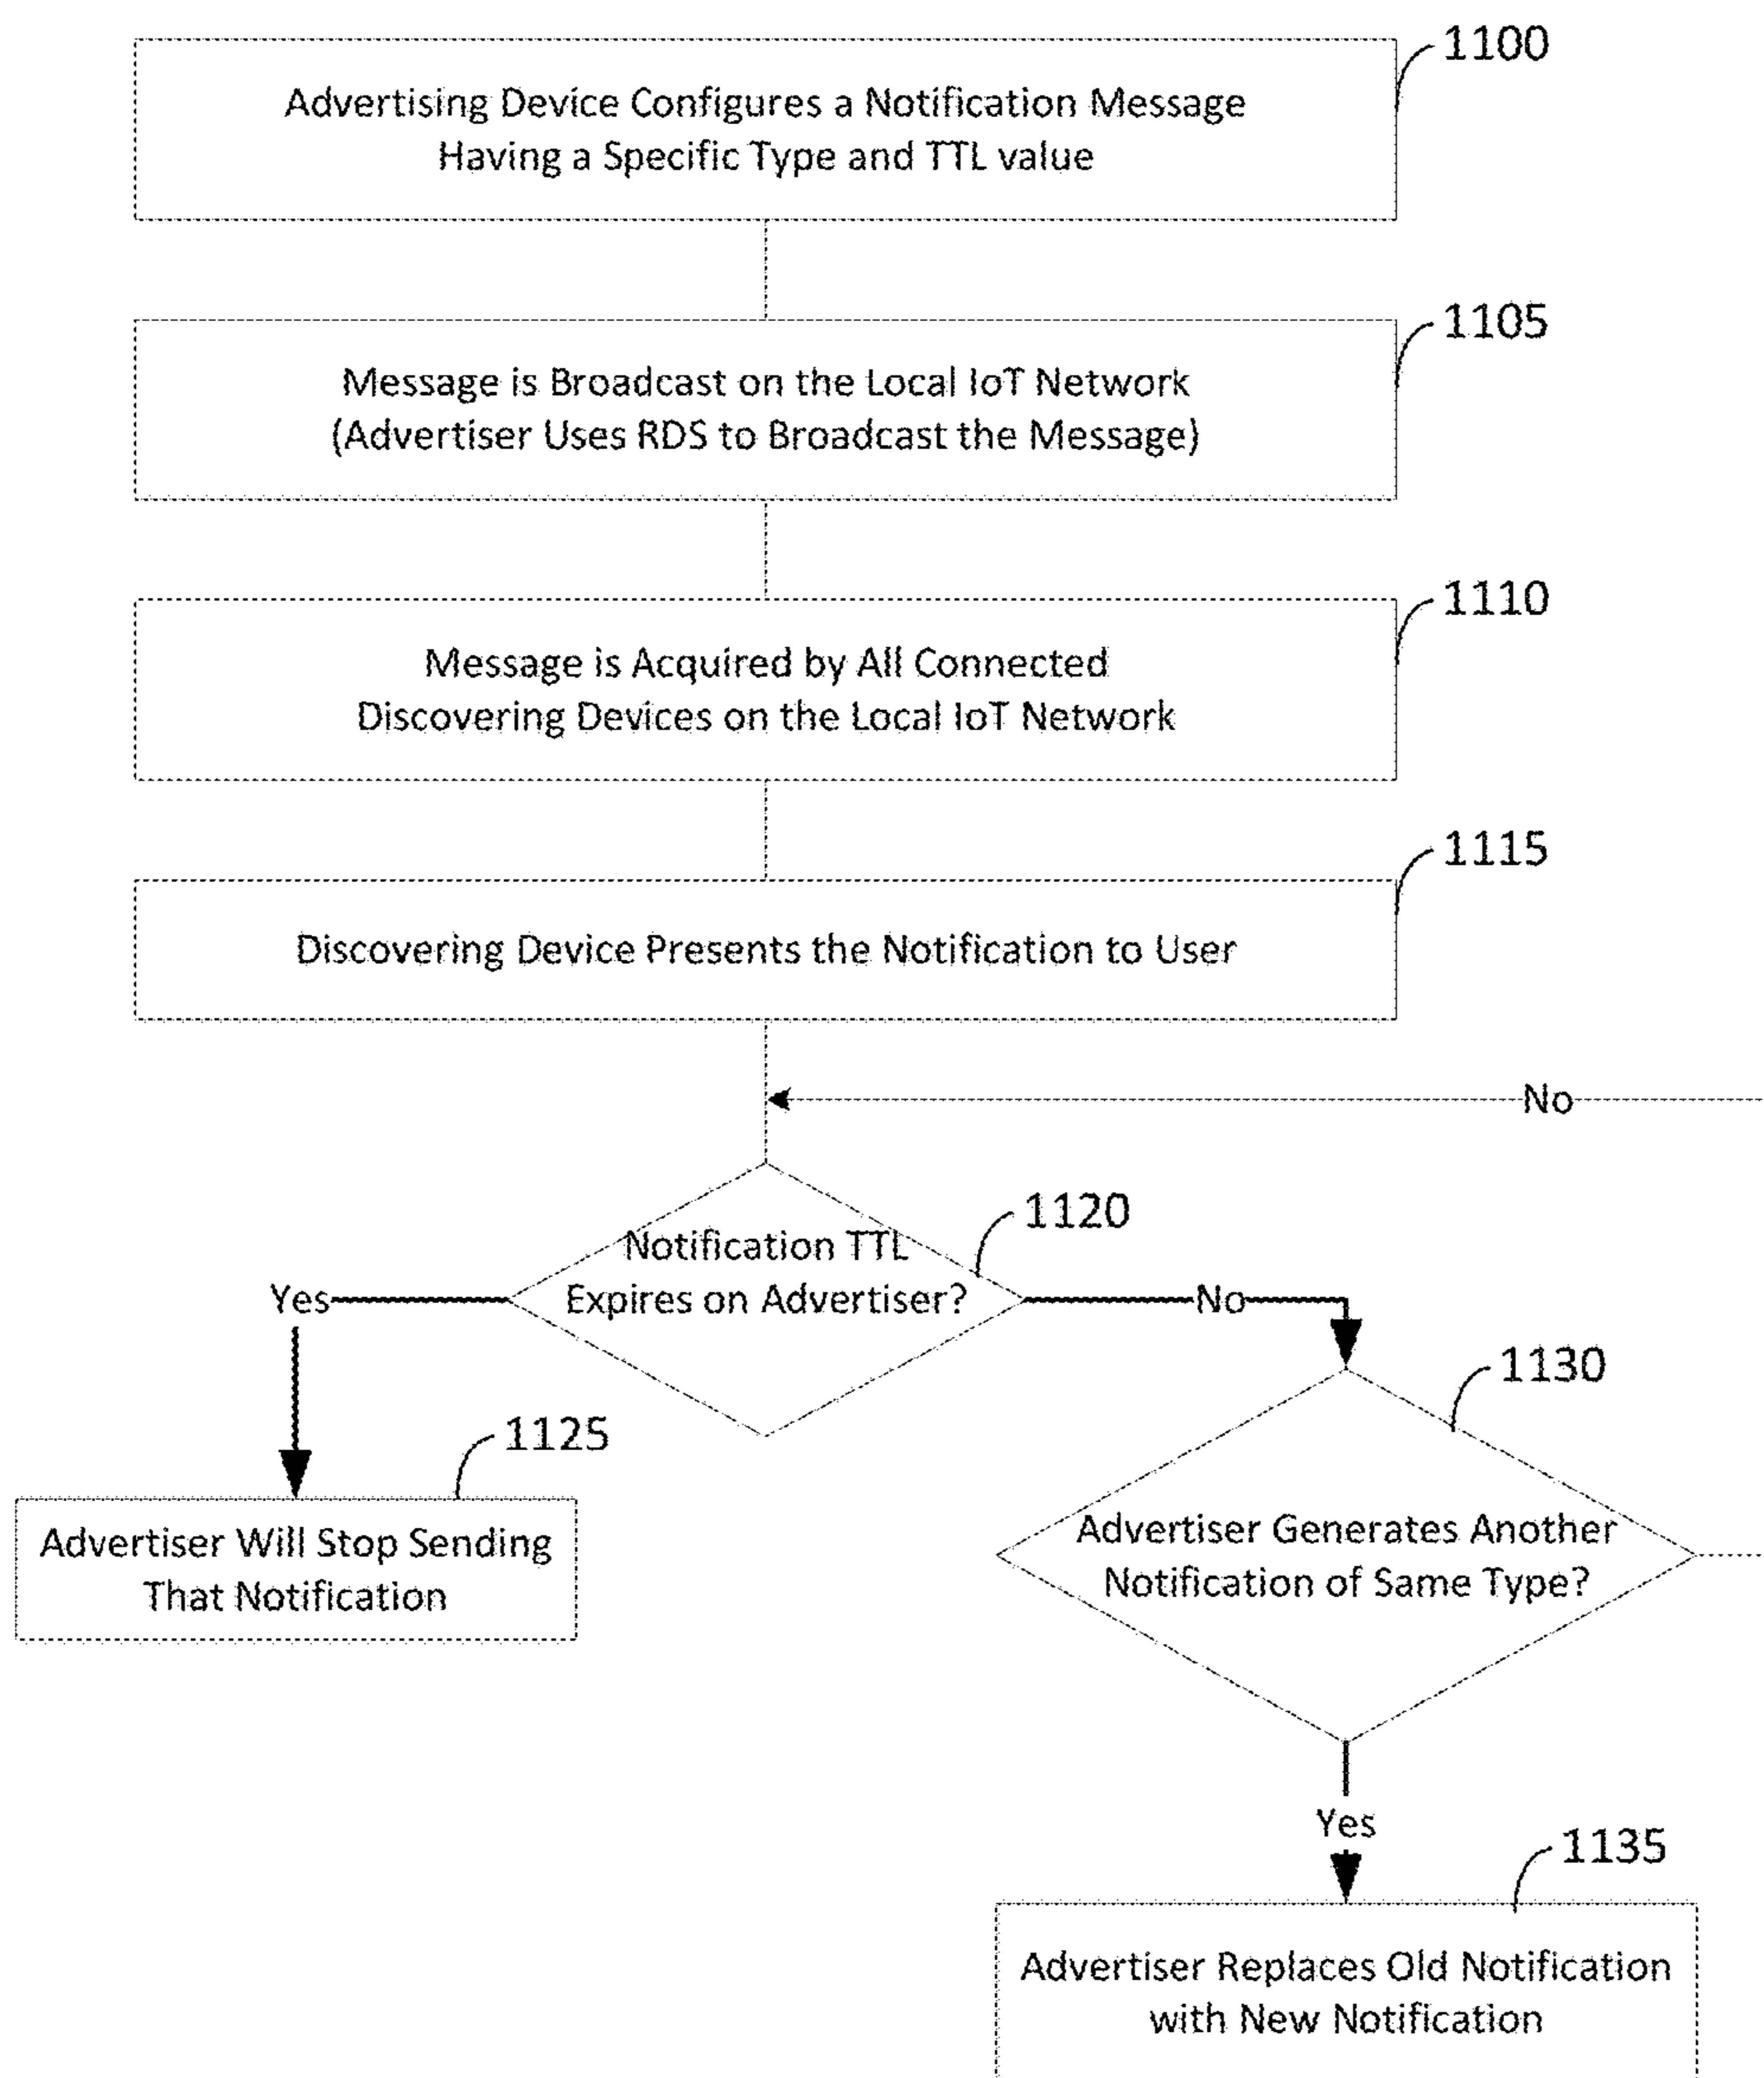 1100
Advertising Device Configures a Notification Message
Having a Specific Type and TTL value
1105
Message is Broadcast on the Local IoT Network
(Advertiser Uses RDS to Broadcast the Message)
1110
Message is Acquired by All Connected
Discovering Devices on the Local IoT Network
1115
Discovering Device Presents the Notification to User
No
1120
Notification TTL
Expires on Advertiser?
Yes
No
1130
1125
Advertiser Will Stop Sending
That Notification
Advertiser Generates Another
Notification of Same Type?
Yes
1135
Advertiser Replaces Old Notification
with New Notification